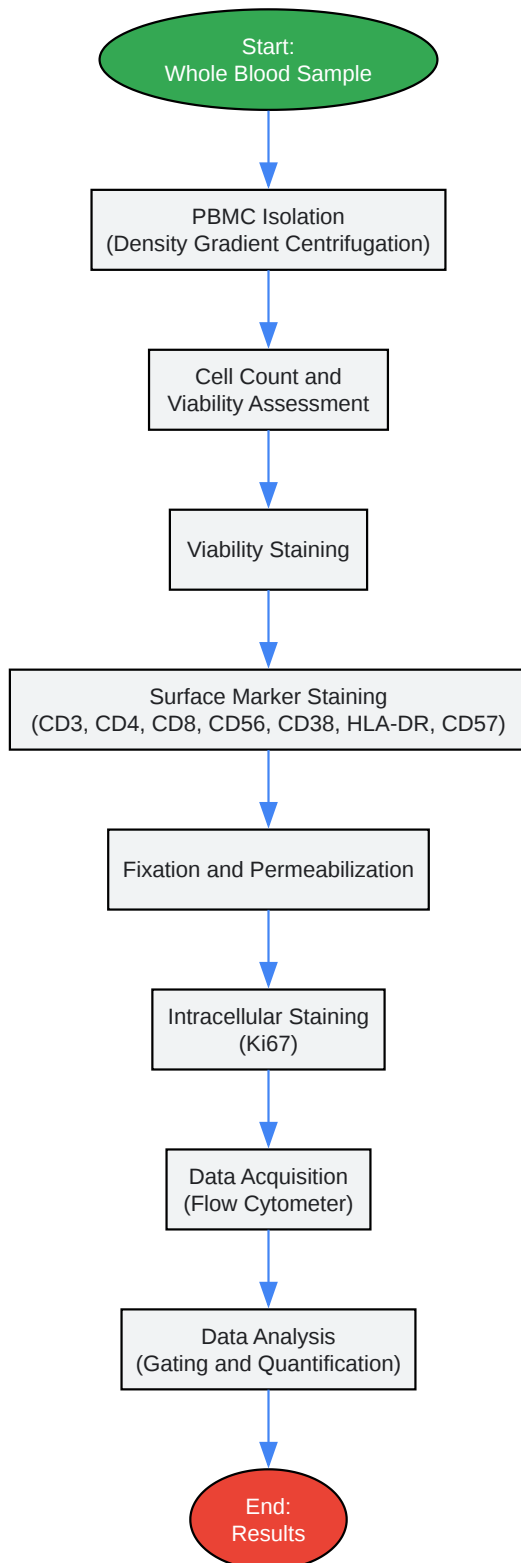 Start:
Whole Blood Sample
PBMC Isolation
(Density Gradient Centrifugation)
Cell Count and
Viability Assessment
Viability Staining
Surface Marker Staining
(CD3, CD4, CD8, CD56, CD38, HLA-DR, CD57)
Fixation and Permeabilization
Intracellular Staining
(Ki67)
Data Acquisition
(Flow Cytometer)
Data Analysis
(Gating and Quantification)
End:
Results